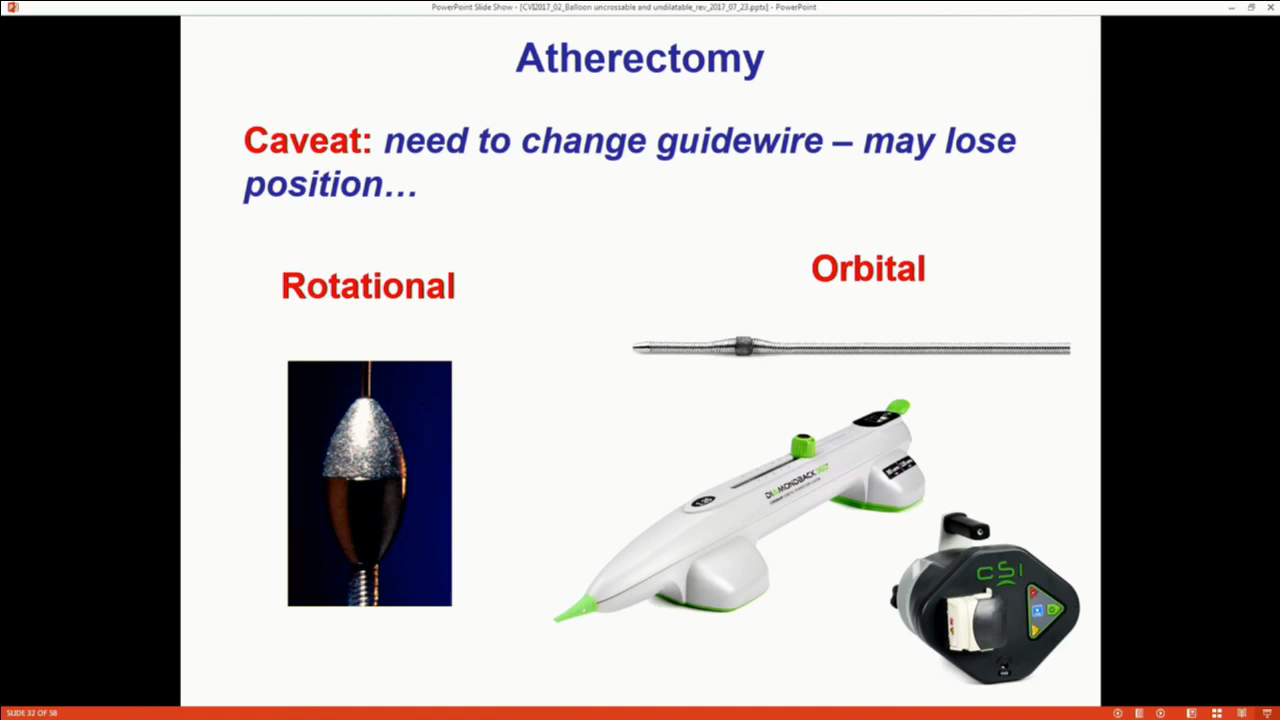 PowerPoint Slide Show - [CVI2017_02_Balloon uncrossable and undilatable_rev_2017_07_23.pptx] - PowerPoint
Atherectomy
Caveat: need to change guidewire – may lose
position…
Rotational
Orbital
DIAMONDBACK 360°
CSI
SLIDE 32 OF 58